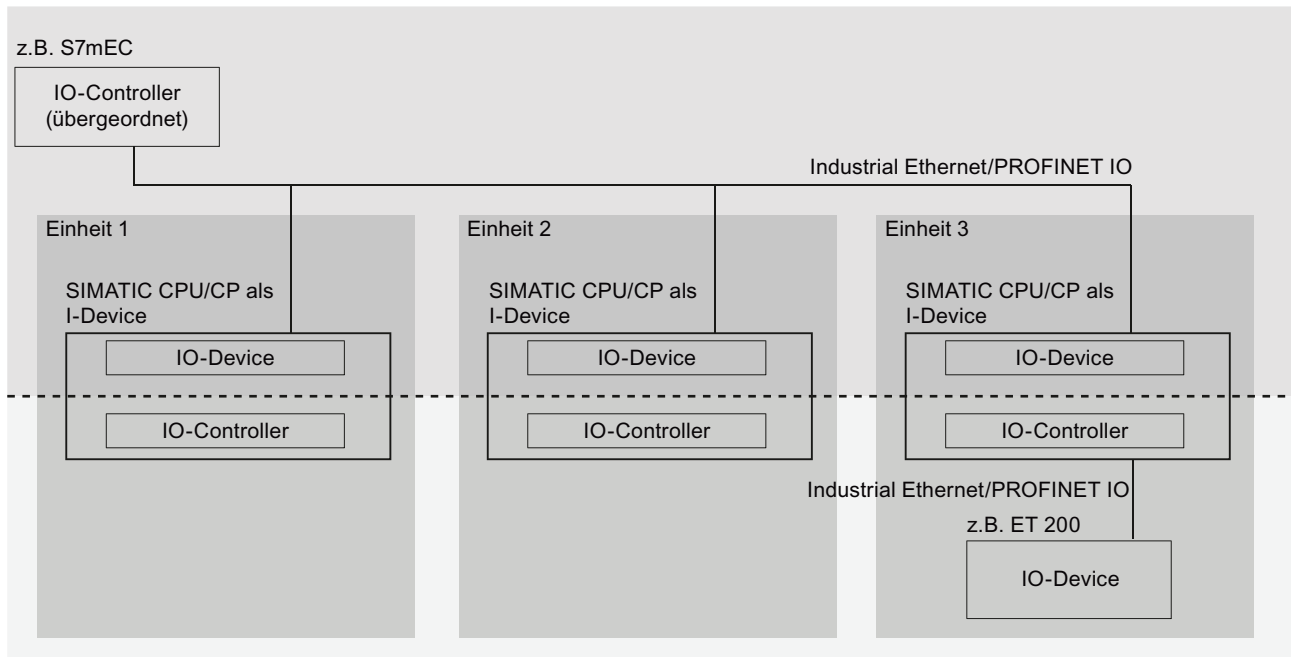 z.B. S7mEC
IO-Controller
(übergeordnet)
Industrial Ethernet/PROFINET IO
Einheit 1
SIMATIC CPU/CP als
I-Device
IO-Device
IO-Controller
Einheit 2
SIMATIC CPU/CP als
I-Device
IO-Device
IO-Controller
Einheit 3
SIMATIC CPU/CP als
I-Device
IO-Device
IO-Controller
Industrial Ethernet/PROFINET IO
z.B. ET 200
IO-Device